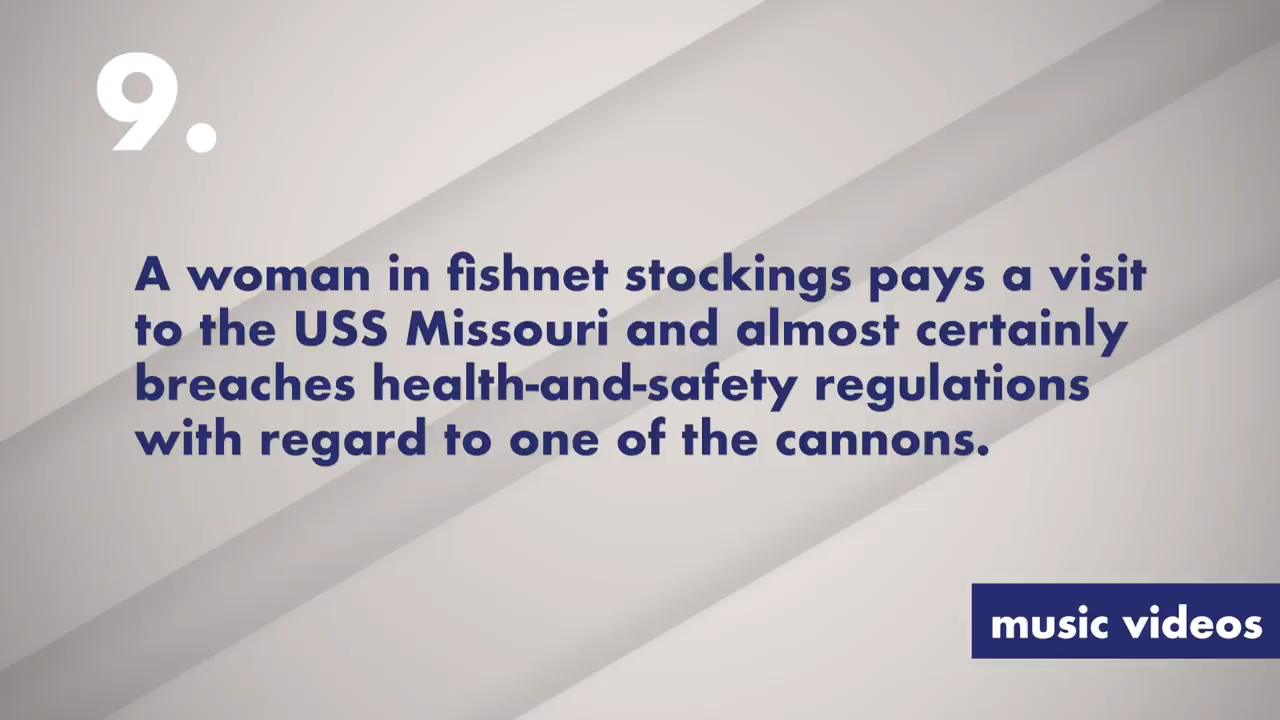 9.
A woman in fishnet stockings pays a visit
to the USS Missouri and almost certainly
breaches health-and-safety regulations
with regard to one of the cannons.
music videos